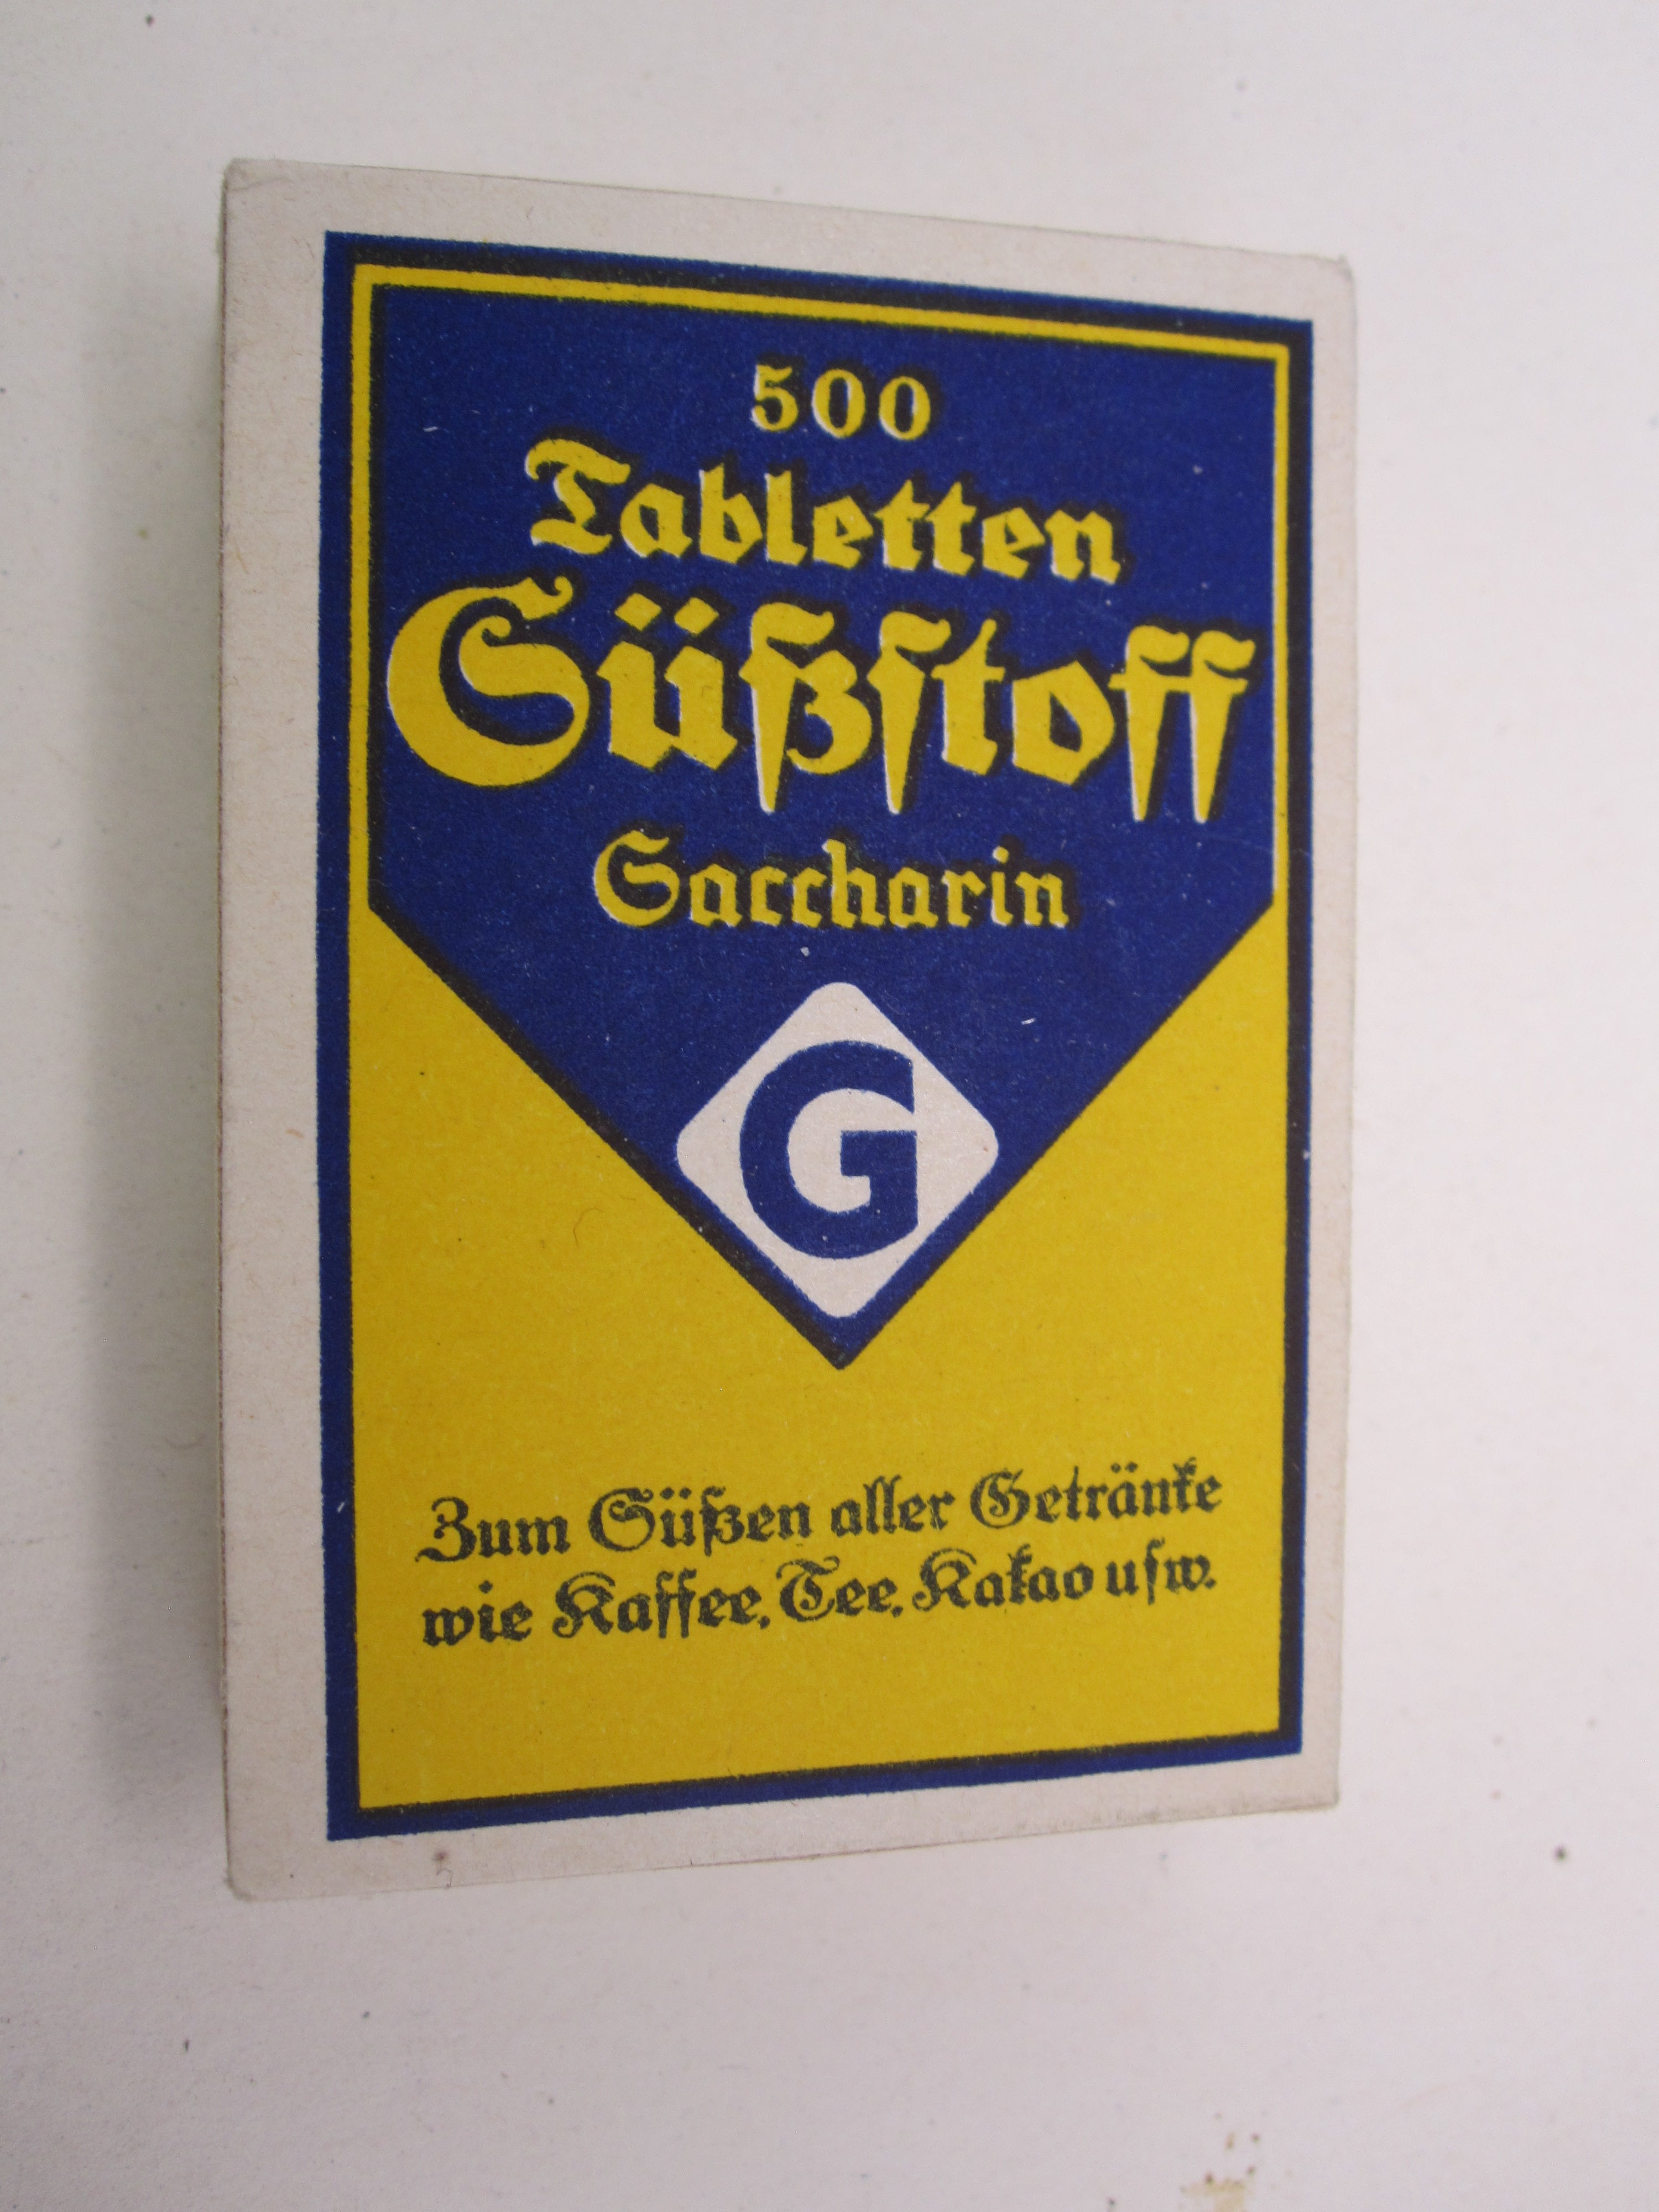 500
Tabletten
Süßstoff
Saccharin
G
Zum Süßen aller Getränke
wie Kaffee, Tee, Kakao usw.